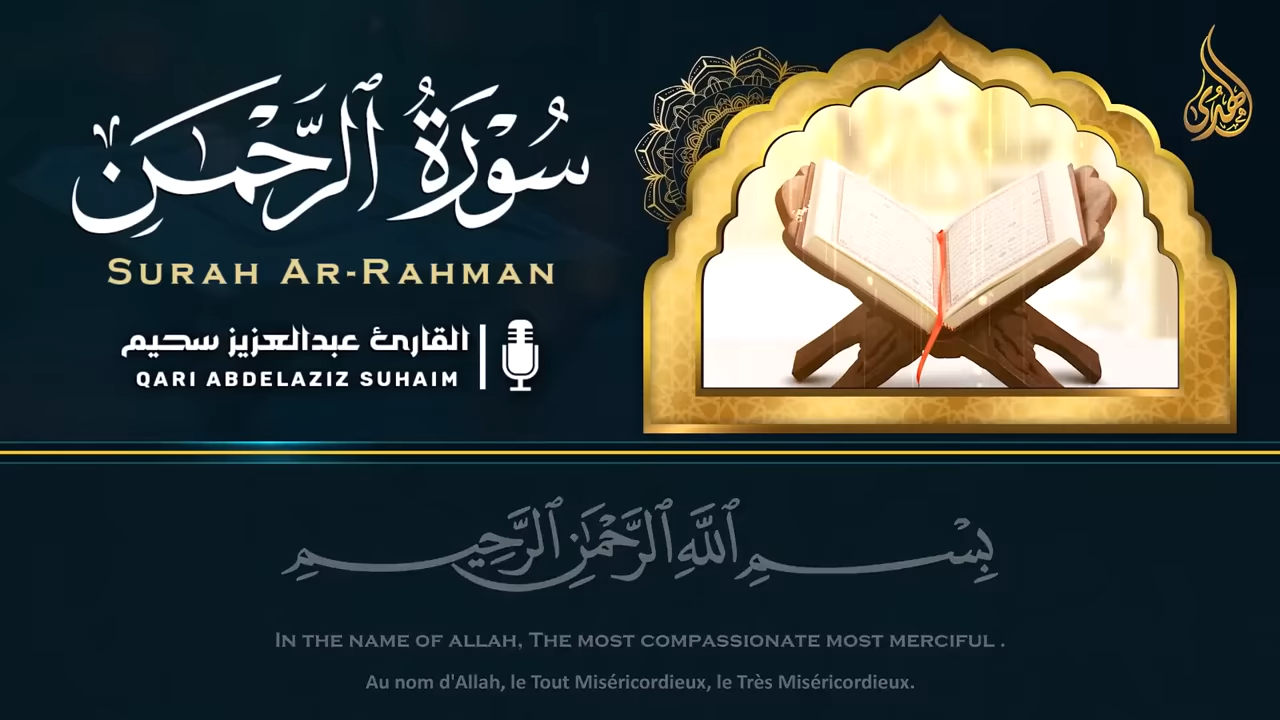 سُورَةُ ٱلرَّحْمَـٰنِ
SURAH AR-RAHMAN
القارئ عبدالعزيز سحيم
QARI ABDELAZIZ SUHAIM
الهدى
بِسْمِ ٱللَّهِ ٱلرَّحْمَـٰنِ ٱلرَّحِيمِ
IN THE NAME OF ALLAH, THE MOST COMPASSIONATE MOST MERCIFUL .
Au nom d'Allah, le Tout Miséricordieux, le Très Miséricordieux.